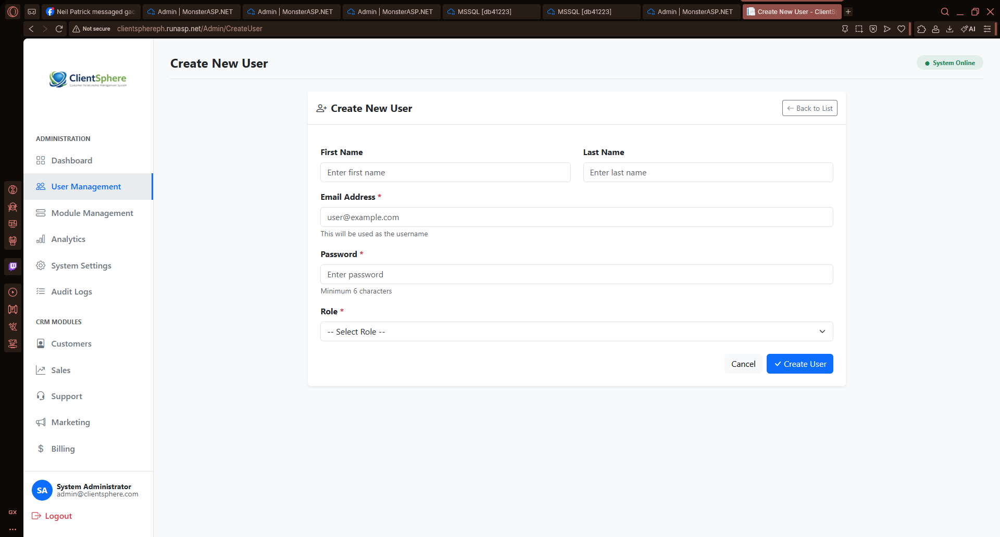 Neil Patrick messaged gac
Admin | MonsterASP.NET
Admin | MonsterASP.NET
Admin | MonsterASP.NET
MSSQL [db41223]
MSSQL [db41223]
Admin | MonsterASP.NET
Create New User - ClientS
Not secure
clientsphereph.runasp.net/Admin/CreateUser
AI
ClientSphere
Customer Relationship Management System
Create New User
System Online
Create New User
← Back to List
ADMINISTRATION
Dashboard
User Management
Module Management
Analytics
System Settings
Audit Logs
CRM MODULES
Customers
Sales
Support
Marketing
$ Billing
First Name
Last Name
Enter first name
Enter last name
Email Address *
user@example.com
This will be used as the username
Password *
Enter password
Minimum 6 characters
Role *
-- Select Role --
Cancel
Create User
SA
System Administrator
admin@clientsphere.com
Logout
GX